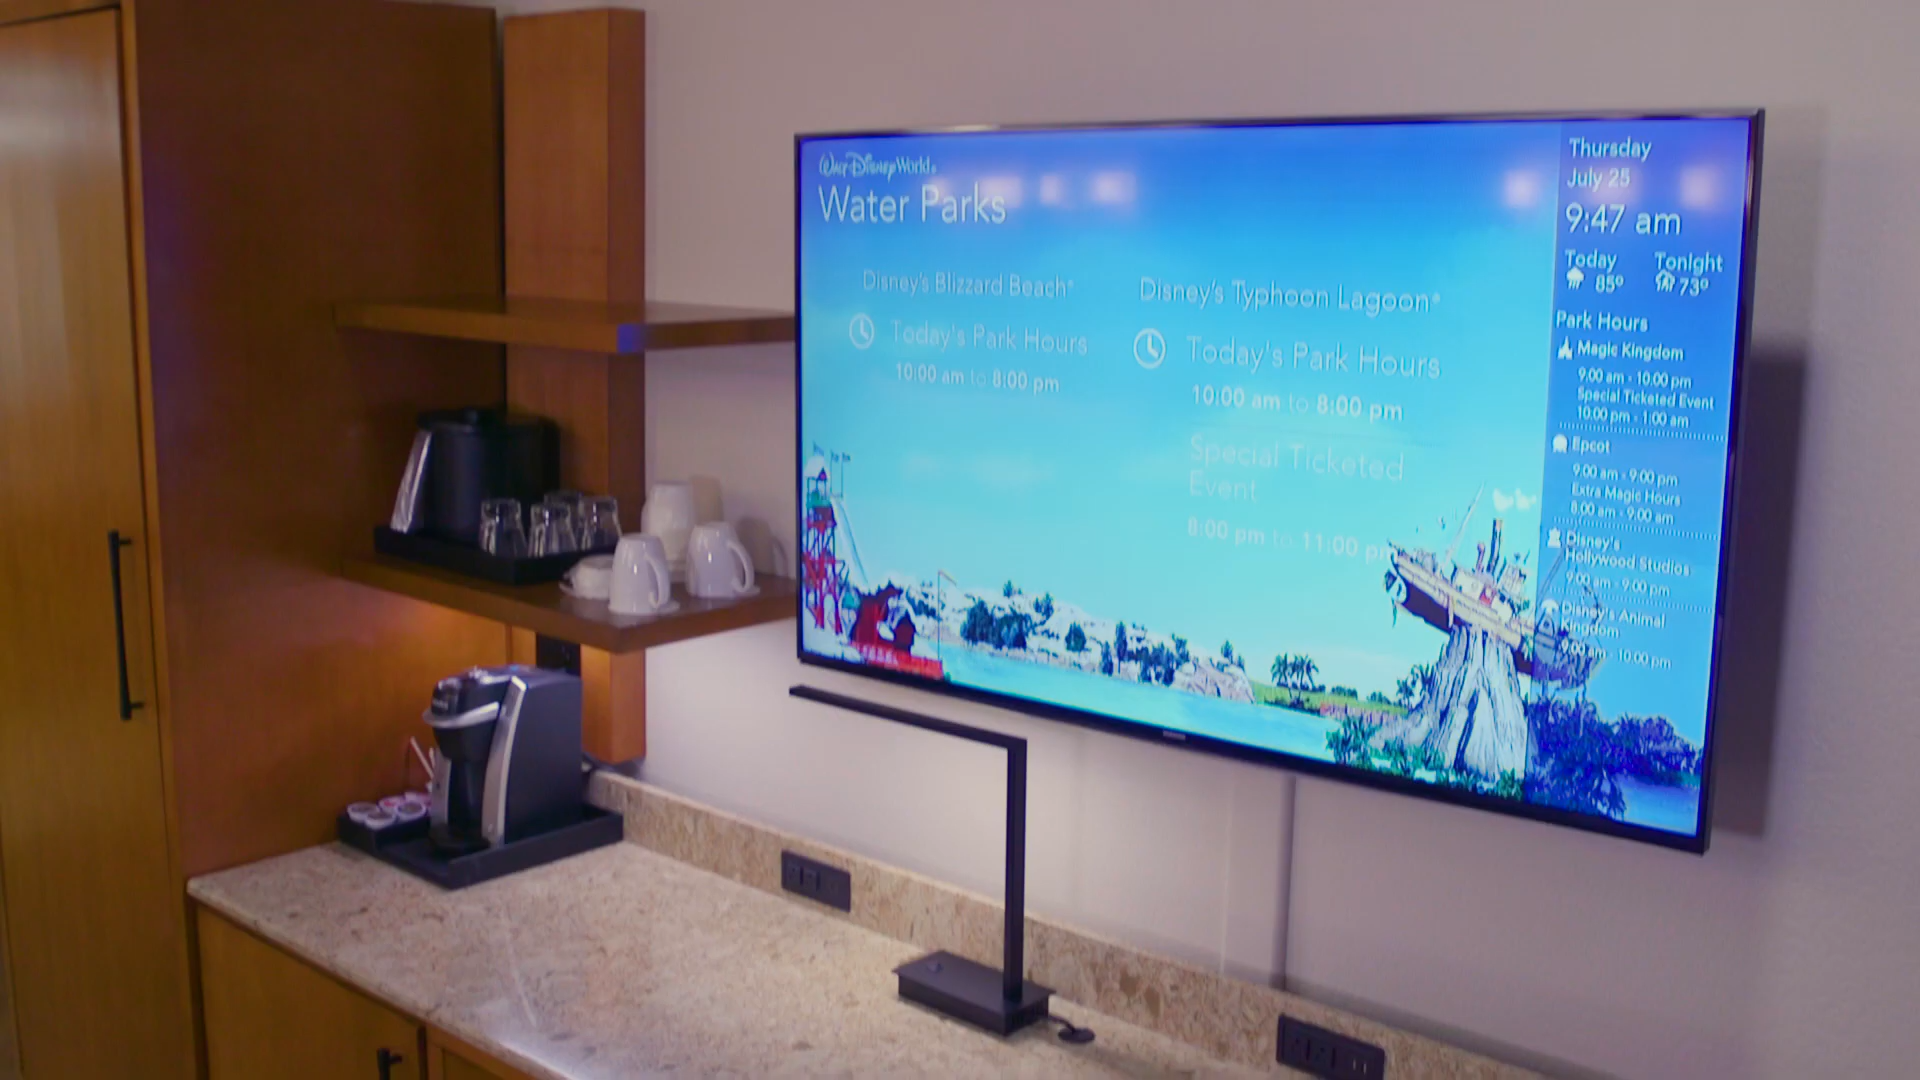 Walt Disney World®
Water Parks
Disney's Blizzard Beach®
Today's Park Hours
10:00 am to 8:00 pm
Disney's Typhoon Lagoon®
Today's Park Hours
10:00 am to 8:00 pm
Special Ticketed
Event
8:00 pm to 11:00 pm
Thursday
July 25
9:47 am
Today Tonight
85° 73°
Park Hours
Magic Kingdom
9:00 am - 10:00 pm
Special Ticketed Event
10:00 pm - 1:00 am
Epcot
9:00 am - 9:00 pm
Extra Magic Hours
8:00 am - 9:00 am
Disney's
Hollywood Studios
9:00 am - 9:00 pm
Disney's Animal
Kingdom
9:00 am - 10:00 pm